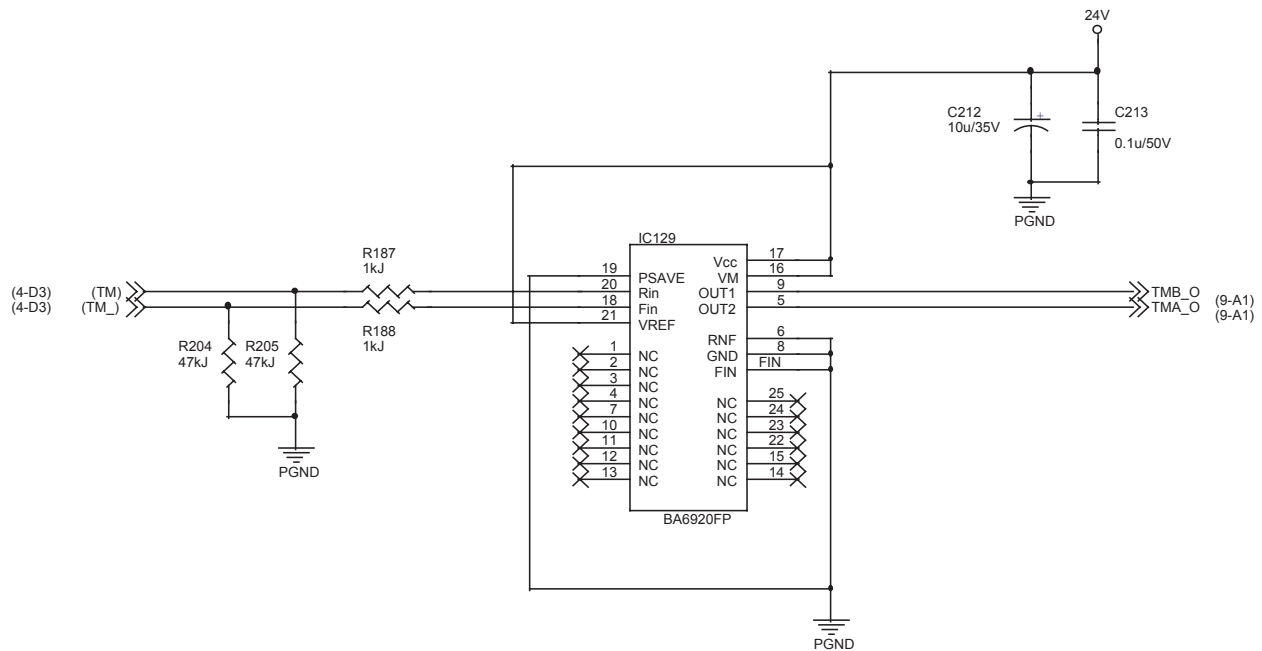 24V
C212
10u/35V
+
C213
0.1u/50V
PGND
IC129
R187
1kJ
(4-D3) (TM)
(4-D3) (TM_)
R188
1kJ
R204
47kJ
R205
47kJ
PGND
19 PSAVE
20 Rin
18 Fin
21 VREF
1 NC
2 NC
3 NC
4 NC
7 NC
10 NC
11 NC
12 NC
13 NC
Vcc 17
VM 16
OUT1 9
OUT2 5
RNF 6
GND 8
FIN FIN
NC 25
NC 24
NC 23
NC 22
NC 15
NC 14
BA6920FP
TMB_O (9-A1)
TMA_O (9-A1)
PGND